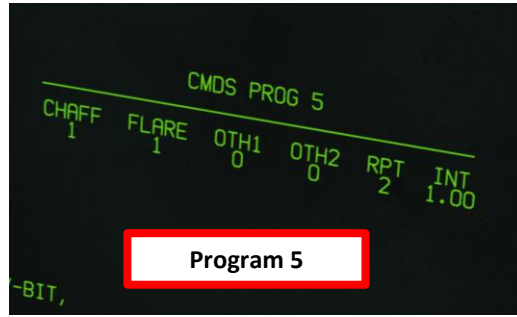 CMDS PROG 5
CHAFF FLARE OTH1 OTH2 RPT INT
1 1 0 0 2 1.00
Program 5
-BIT,